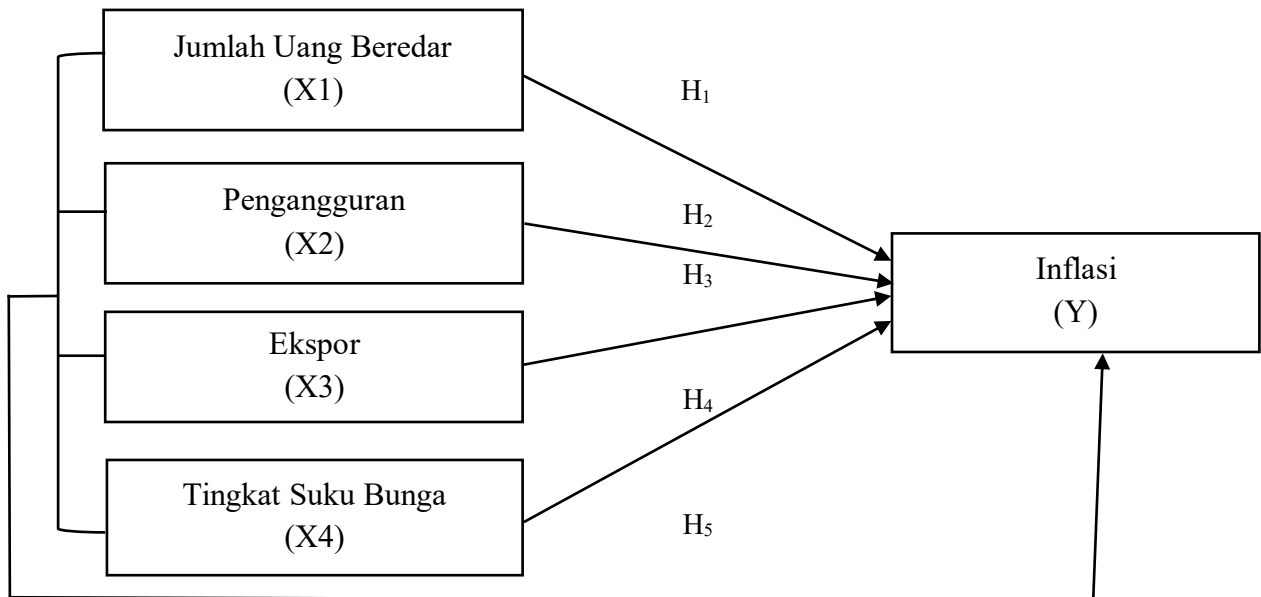 Jumlah Uang Beredar
(X1)
H₁
Pengangguran
(X2)
H₂
H₃
Inflasi
(Y)
Ekspor
(X3)
H₄
Tingkat Suku Bunga
(X4)
H₅